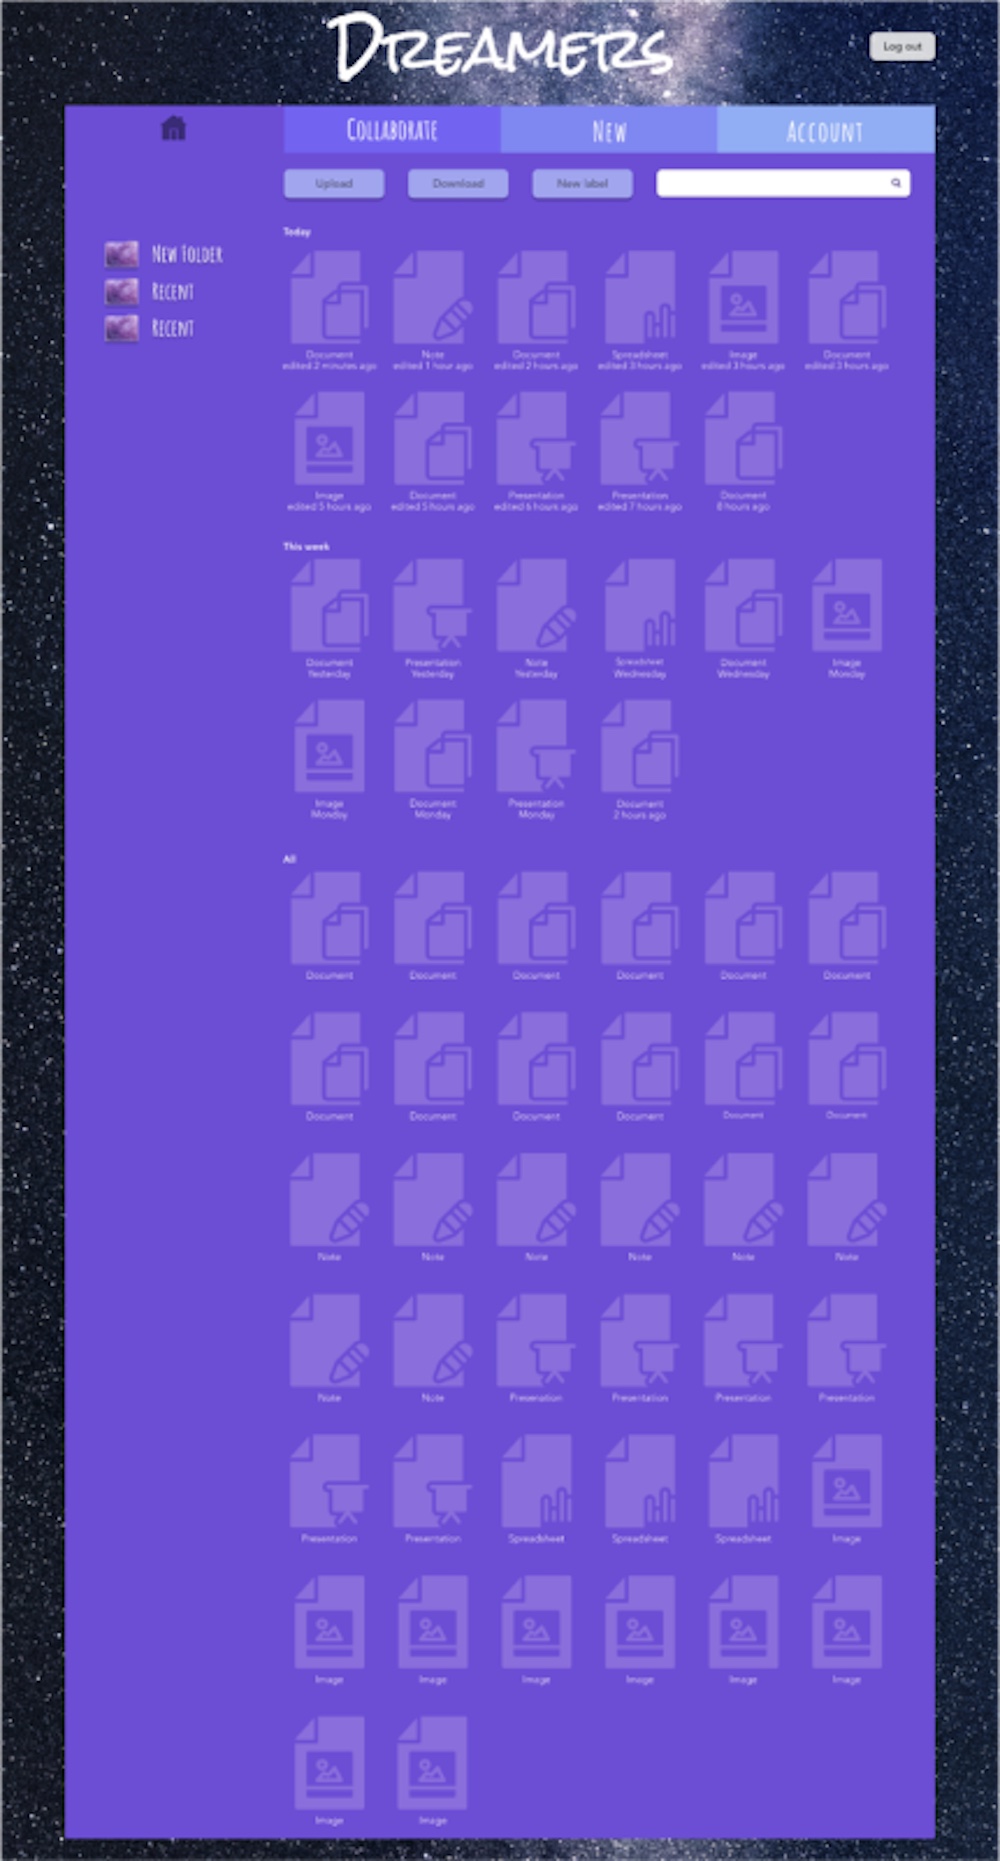 Dreamers
Log out
Collaborate
New
Account
Upload
Download
New label
New Folder
Recent
Recent
Today
Document
edited 2 minutes ago
Note
edited 1 hour ago
Document
edited 2 hours ago
Spreadsheet
edited 3 hours ago
Image
edited 3 hours ago
Document
edited 3 hours ago
Image
edited 5 hours ago
Document
edited 5 hours ago
Presentation
edited 6 hours ago
Presentation
edited 7 hours ago
Document
8 hours ago
This week
Document
Yesterday
Presentation
Yesterday
Note
Yesterday
Spreadsheet
Wednesday
Document
Wednesday
Image
Monday
Image
Monday
Document
Monday
Presentation
Monday
Document
2 hours ago
All
Document
Document
Document
Document
Document
Document
Document
Document
Document
Document
Document
Document
Note
Note
Note
Note
Note
Note
Note
Note
Presenation
Presentation
Presentation
Presentation
Presentation
Presentation
Spreadsheet
Spreadsheet
Spreadsheet
Image
Image
Image
Image
Image
Image
Image
Image
Image